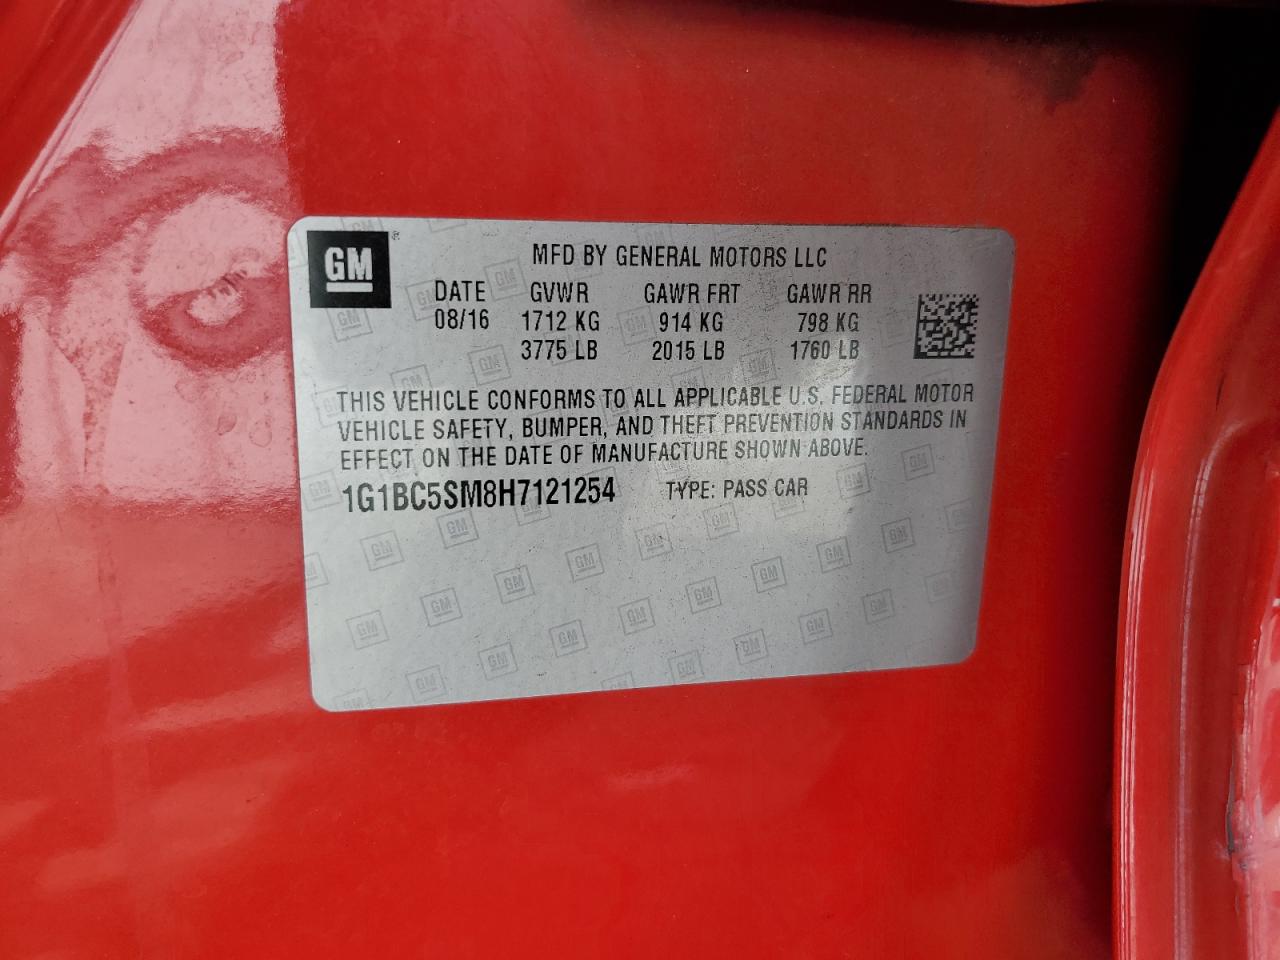 GM
MFD BY GENERAL MOTORS LLC
DATE GVWR GAWR FRT GAWR RR
08/16 1712 KG 914 KG 798 KG
3775 LB 2015 LB 1760 LB
THIS VEHICLE CONFORMS TO ALL APPLICABLE U.S. FEDERAL MOTOR
VEHICLE SAFETY, BUMPER, AND THEFT PREVENTION STANDARDS IN
EFFECT ON THE DATE OF MANUFACTURE SHOWN ABOVE.
1G1BC5SM8H7121254 TYPE: PASS CAR